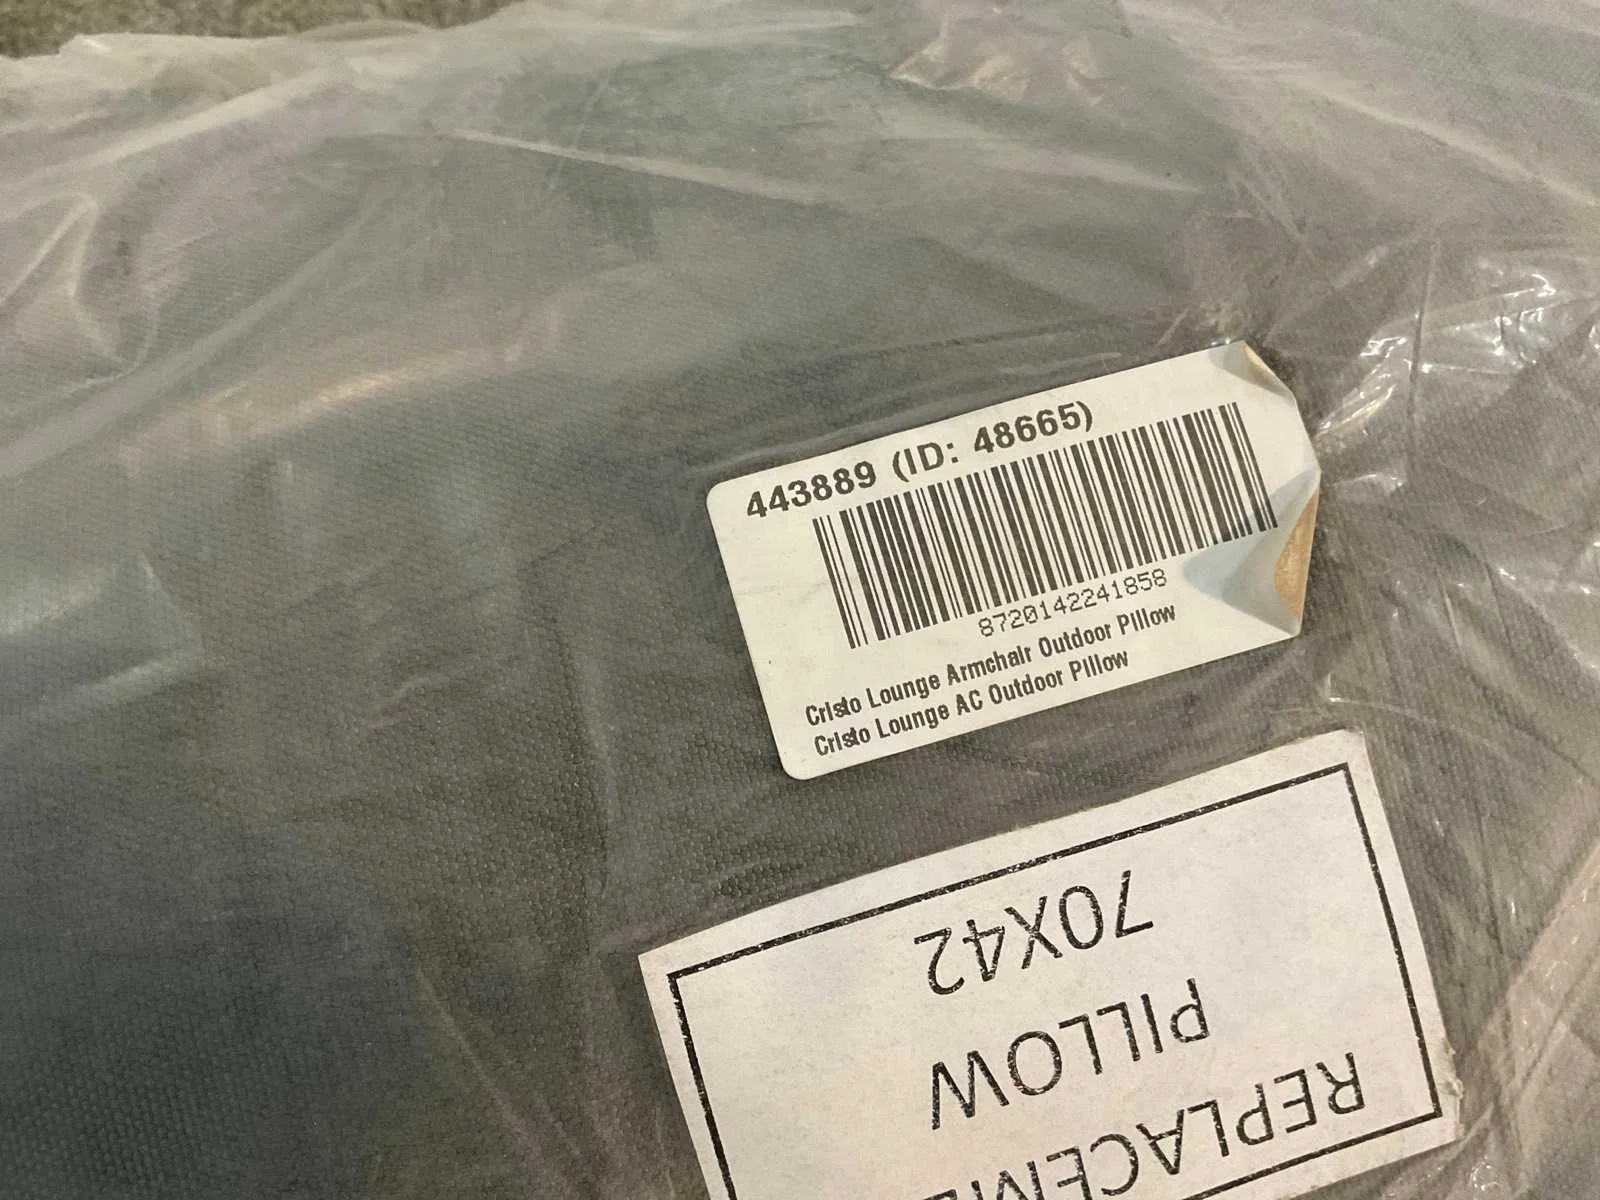 443889 (ID: 48665)
8720142241858
Cristo Lounge Armchair Outdoor Pillow
Cristo Lounge AC Outdoor Pillow
REPLACEME
PILLOW
70X42